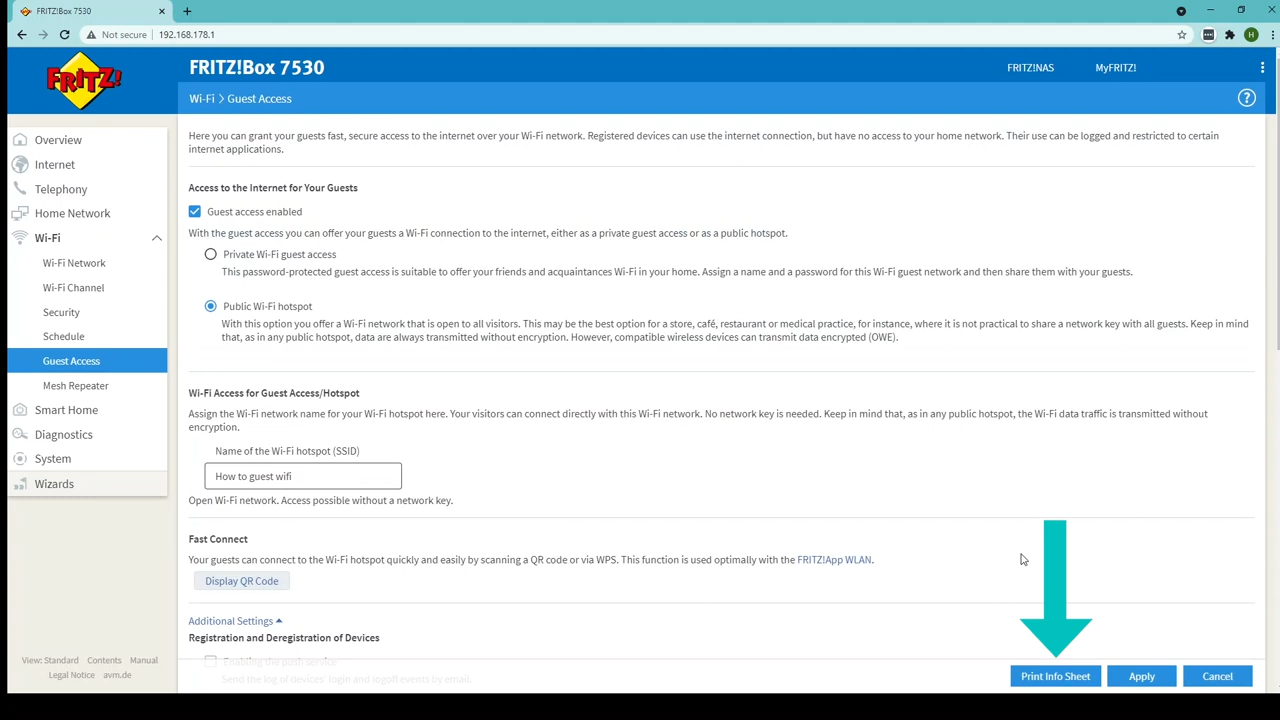 FRITZ!Box 7530
Not secure 192.168.178.1
H
FRITZ!
FRITZ!Box 7530
FRITZ!NAS MyFRITZ!
Wi-Fi > Guest Access
?
Overview
Internet
Telephony
Home Network
Wi-Fi
Wi-Fi Network
Wi-Fi Channel
Security
Schedule
Guest Access
Mesh Repeater
Smart Home
Diagnostics
System
Wizards
View: Standard Contents Manual
Legal Notice avm.de
Here you can grant your guests fast, secure access to the internet over your Wi-Fi network. Registered devices can use the internet connection, but have no access to your home network. Their use can be logged and restricted to certain
internet applications.
Access to the Internet for Your Guests
Guest access enabled
With the guest access you can offer your guests a Wi-Fi connection to the internet, either as a private guest access or as a public hotspot.
Private Wi-Fi guest access
This password-protected guest access is suitable to offer your friends and acquaintances Wi-Fi in your home. Assign a name and a password for this Wi-Fi guest network and then share them with your guests.
Public Wi-Fi hotspot
With this option you offer a Wi-Fi network that is open to all visitors. This may be the best option for a store, café, restaurant or medical practice, for instance, where it is not practical to share a network key with all guests. Keep in mind
that, as in any public hotspot, data are always transmitted without encryption. However, compatible wireless devices can transmit data encrypted (OWE).
Wi-Fi Access for Guest Access/Hotspot
Assign the Wi-Fi network name for your Wi-Fi hotspot here. Your visitors can connect directly with this Wi-Fi network. No network key is needed. Keep in mind that, as in any public hotspot, the Wi-Fi data traffic is transmitted without
encryption.
Name of the Wi-Fi hotspot (SSID)
How to guest wifi
Open Wi-Fi network. Access possible without a network key.
Fast Connect
Your guests can connect to the Wi-Fi hotspot quickly and easily by scanning a QR code or via WPS. This function is used optimally with the FRITZ!App WLAN.
Display QR Code
Additional Settings
Registration and Deregistration of Devices
Enabling the push service
Send the log of devices' login and logoff events by email.
Print Info Sheet Apply Cancel